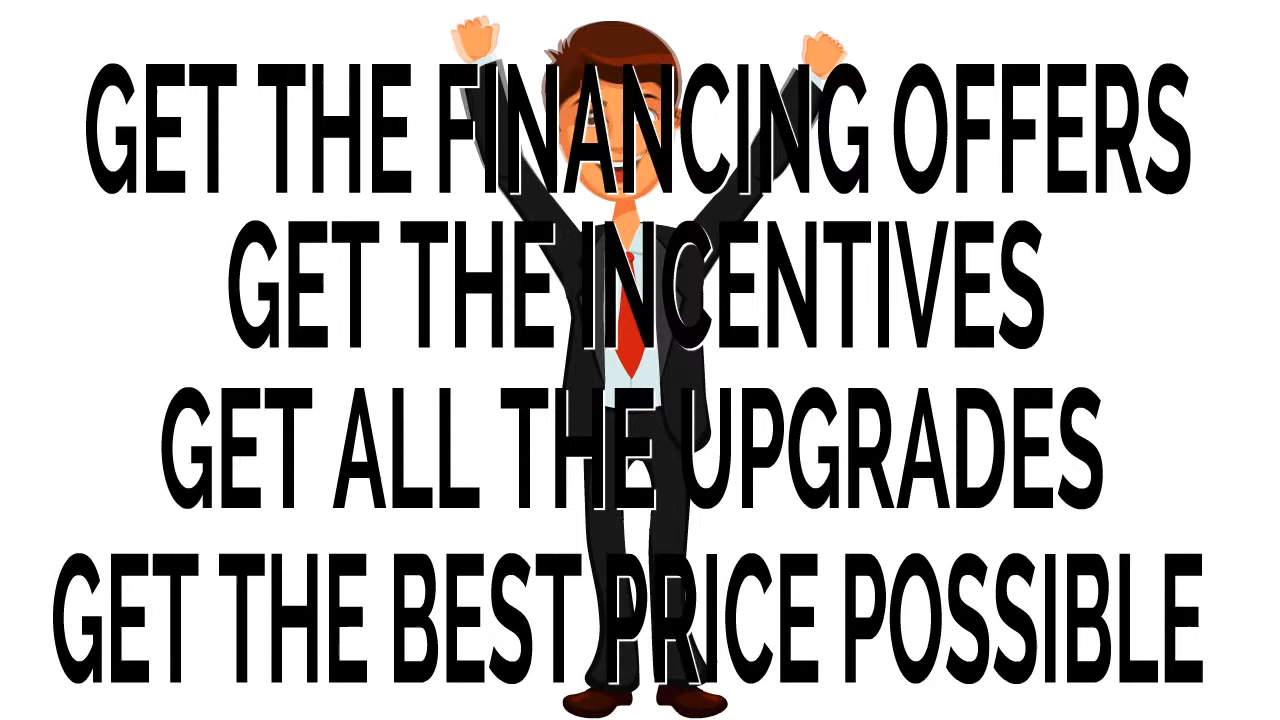 GET THE FINANCING OFFERS
GET THE INCENTIVES
GET ALL THE UPGRADES
GET THE BEST PRICE POSSIBLE